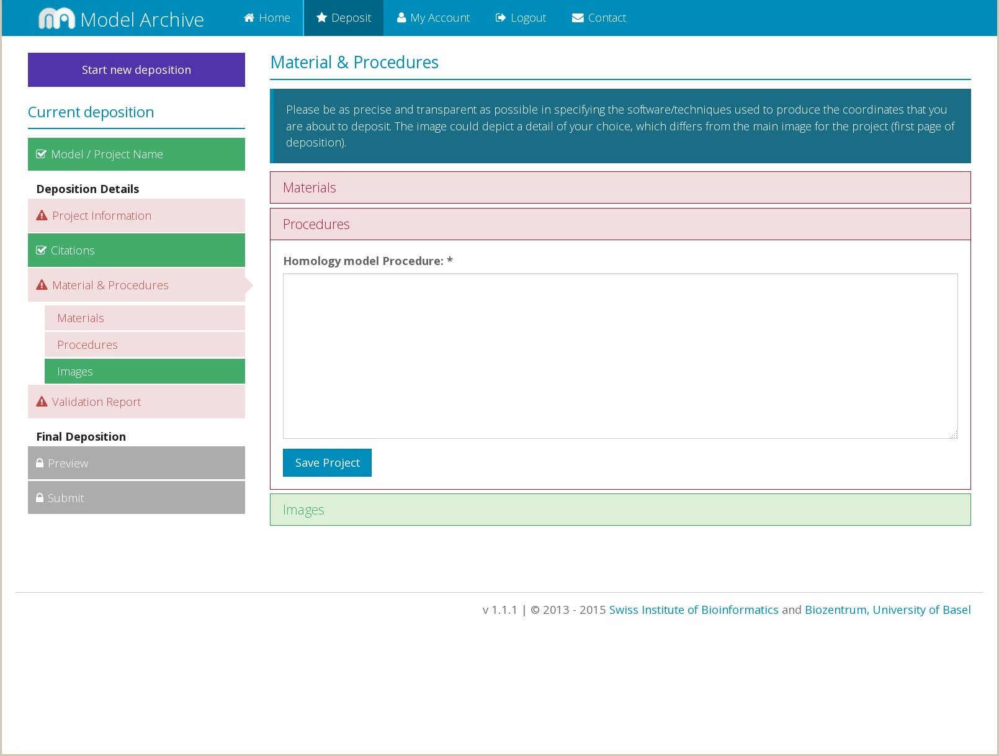 Model Archive
Home
Deposit
My Account
Logout
Contact
Start new deposition
Current deposition
Model / Project Name
Deposition Details
Project Information
Citations
Material & Procedures
Materials
Procedures
Images
Validation Report
Final Deposition
Preview
Submit
Material & Procedures
Please be as precise and transparent as possible in specifying the software/techniques used to produce the coordinates that you
are about to deposit. The image could depict a detail of your choice, which differs from the main image for the project (first page of
deposition).
Materials
Procedures
Homology model Procedure: *
Save Project
Images
v 1.1.1 | © 2013 - 2015 Swiss Institute of Bioinformatics and Biozentrum, University of Basel